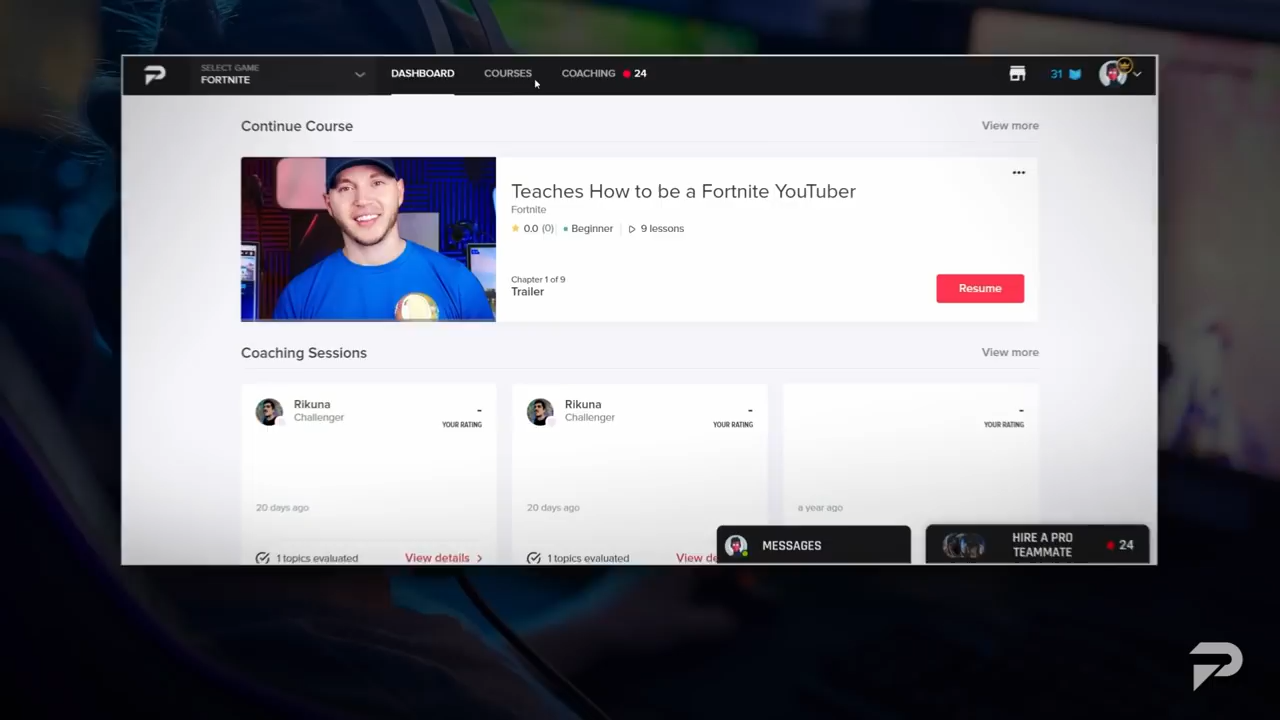 SELECT GAME
FORTNITE
DASHBOARD
COURSES
COACHING
24
31
Continue Course
View more
Teaches How to be a Fortnite YouTuber
Fortnite
0.0 (0)
Beginner
9 lessons
Chapter 1 of 9
Trailer
Resume
Coaching Sessions
View more
Rikuna
Challenger
-
YOUR RATING
20 days ago
1 topics evaluated
View details
Rikuna
Challenger
-
YOUR RATING
20 days ago
1 topics evaluated
View de
-
YOUR RATING
a year ago
MESSAGES
HIRE A PRO
TEAMMATE
24